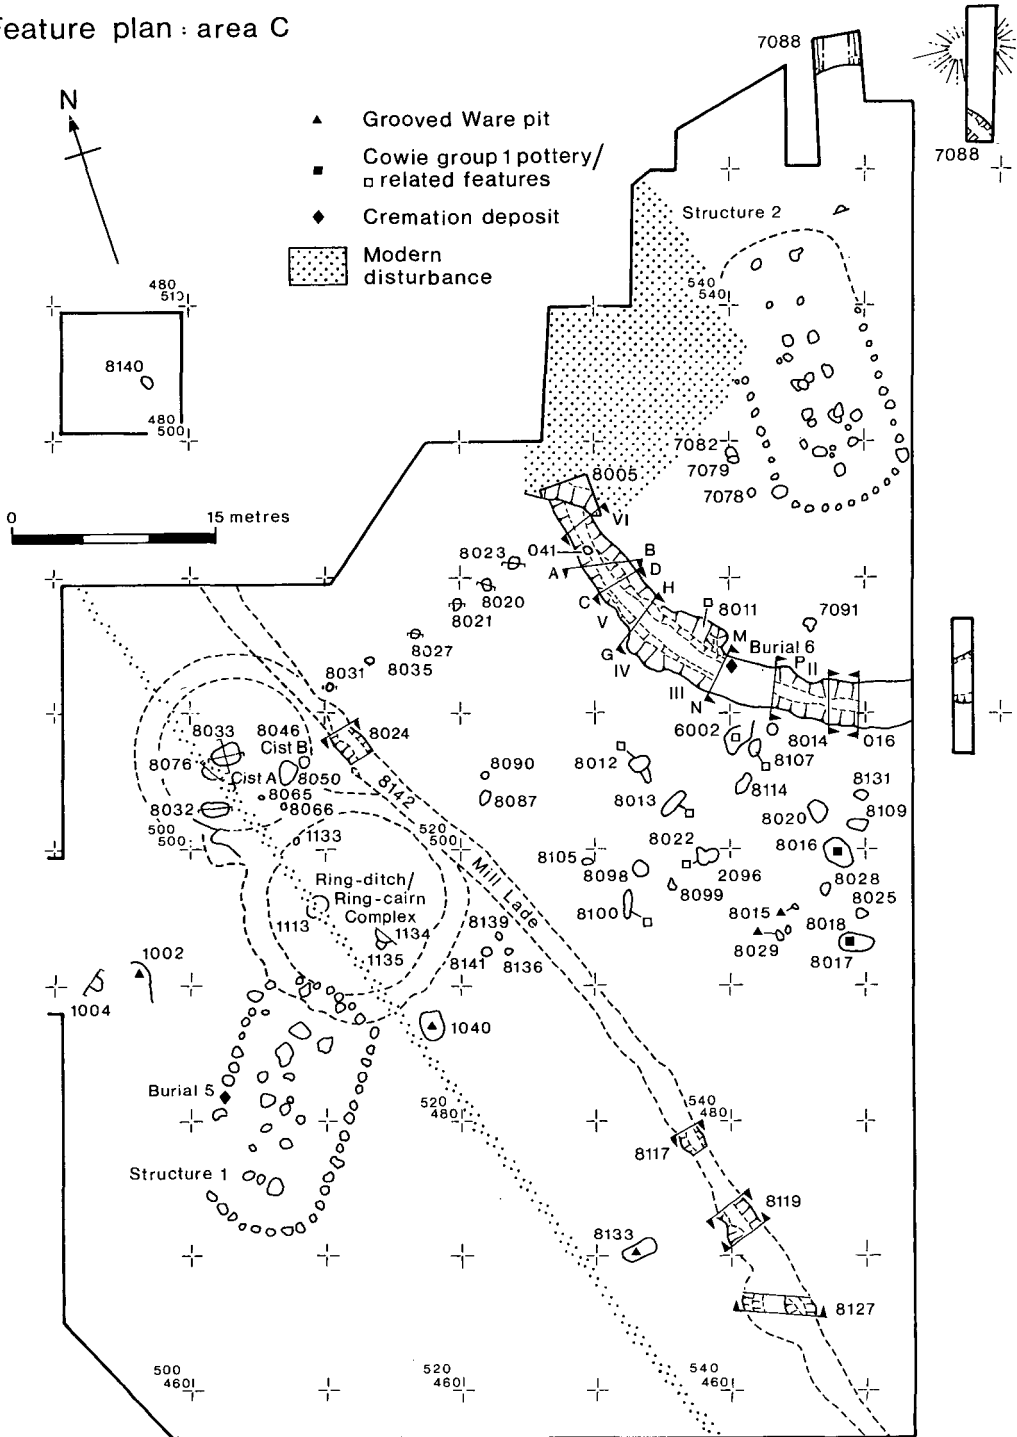 Feature plan : area C
N
Grooved Ware pit
Cowie group 1 pottery/
related features
Cremation deposit
Modern
disturbance
7088
7088
Structure 2
480
510
8140
480
500
540
540
0 15 metres
7082
7079
7078
8005
VI
041
A
B
D
C
H
V
G
IV
III
N
M
8011
7091
Burial 6
P
II
8014
016
8023
8020
8021
8027
8035
8031
8024
8142
8033
8046
Cist B
8076
Cist A
8050
8065
8066
8032
500
500
1133
8090
8087
6002
8107
8012
8013
8114
8131
8109
8020
8016
8022
2096
8105
8098
8099
8100
8028
8025
8015
8018
8029
8017
520
500
Mill Lade
Ring-ditch/
Ring-cairn
Complex
1113
1134
1135
8139
8141
8136
1002
1004
1040
Burial 5
Structure 1
520
480
540
480
8117
8119
8133
8127
500
460
520
460
540
460